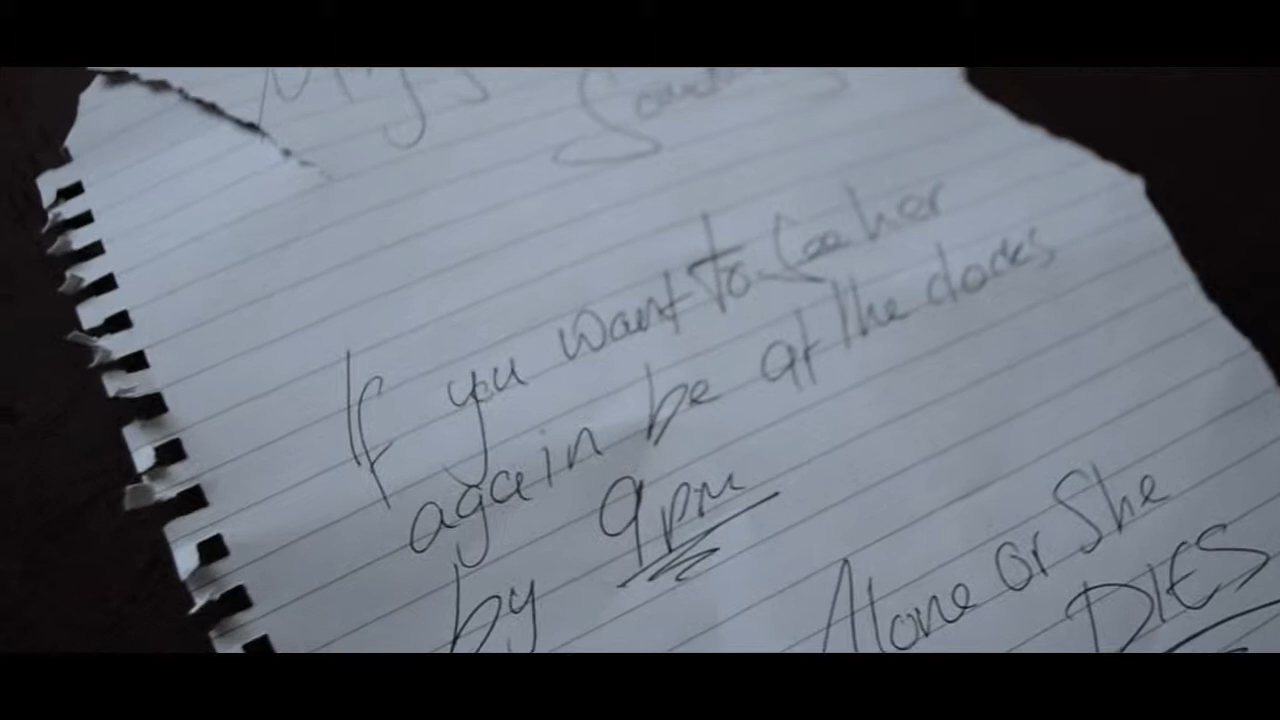 If you want to see her
again be at the docks
by 9pm
Alone or She
DIES